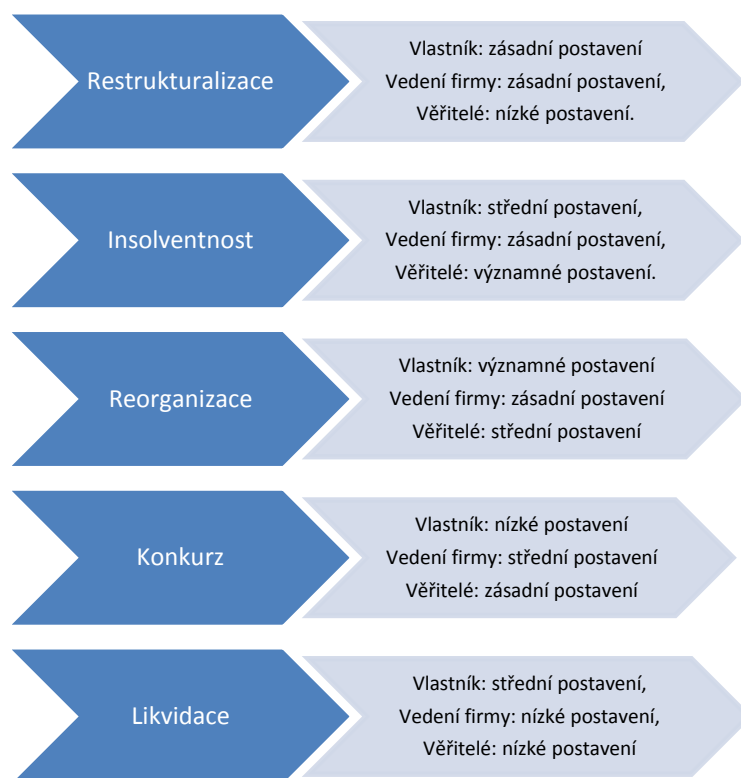 Restrukturalizace
Vlastník: zásadní postavení
Vedení firmy: zásadní postavení,
Věřitelé: nízké postavení.
Insolventnost
Vlastník: střední postavení,
Vedení firmy: zásadní postavení,
Věřitelé: významné postavení.
Reorganizace
Vlastník: významné postavení
Vedení firmy: zásadní postavení
Věřitelé: střední postavení
Konkurz
Vlastník: nízké postavení
Vedení firmy: střední postavení
Věřitelé: zásadní postavení
Likvidace
Vlastník: střední postavení,
Vedení firmy: nízké postavení,
Věřitelé: nízké postavení